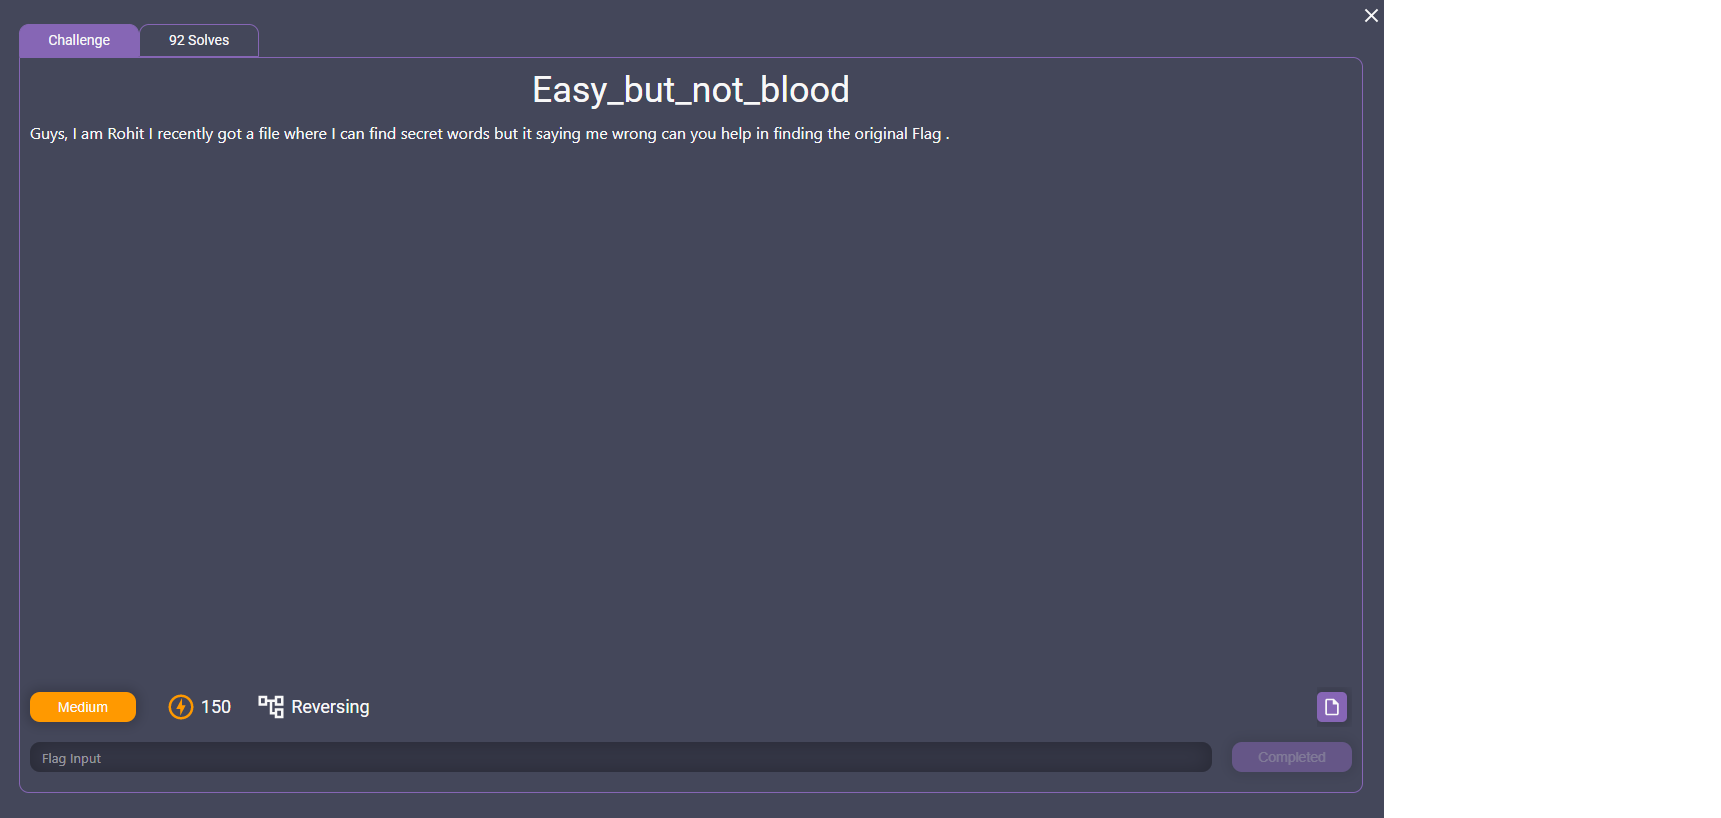 Challenge
92 Solves
Easy_but_not_blood
Guys, I am Rohit I recently got a file where I can find secret words but it saying me wrong can you help in finding the original Flag .
Medium
150
Reversing
Flag Input
Completed